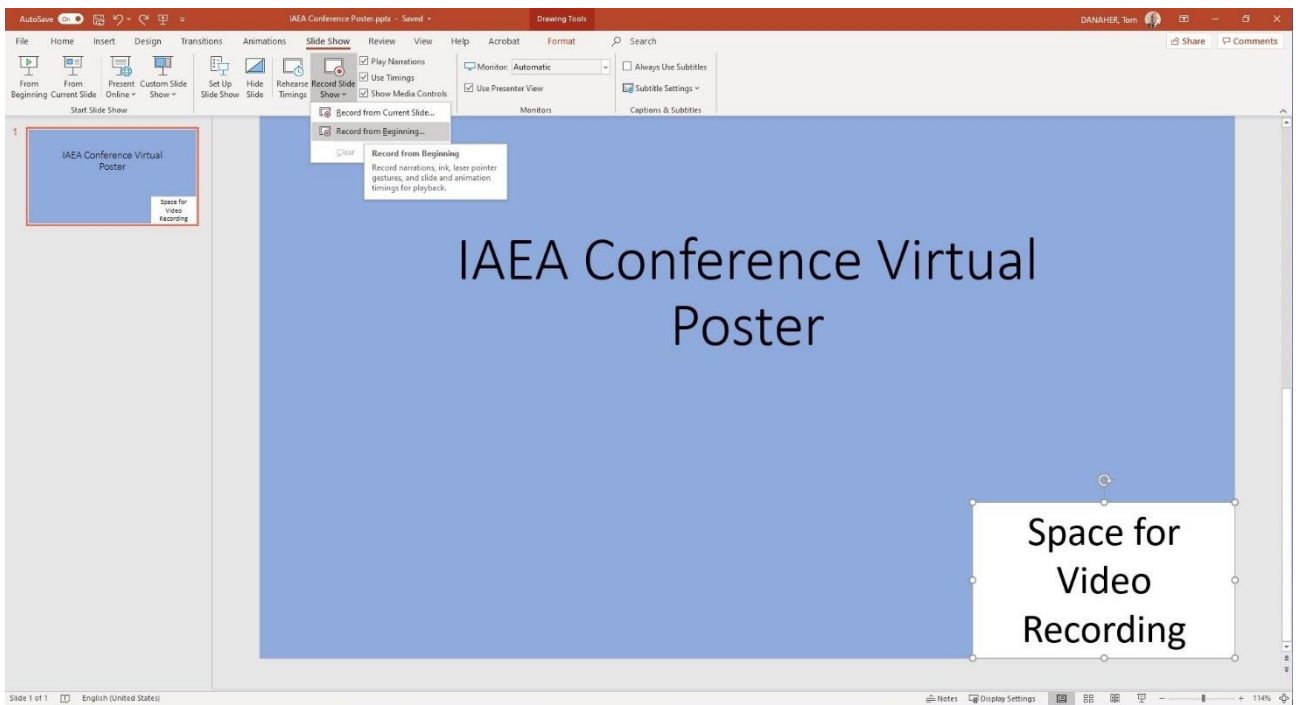 AutoSave On IAEA Conference Poster.pptx - Saved Drawing Tools DANAHER, Tom
File Home Insert Design Transitions Animations Slide Show Review View Help Acrobat Format Search Share Comments
From Beginning
From Current Slide
Present Online
Custom Slide Show
Set Up Slide Show
Hide Slide
Rehearse Timings
Record Slide Show
Play Narrations
Use Timings
Show Media Controls
Monitor: Automatic
Use Presenter View
Always Use Subtitles
Subtitle Settings
Start Slide Show
Monitors
Captions & Subtitles
Record from Current Slide...
Record from Beginning...
Clear
Record from Beginning
Record narrations, ink, laser pointer
gestures, and slide and animation
timings for playback.
1
IAEA Conference Virtual
Poster
Space for
Video
Recording
IAEA Conference Virtual
Poster
Space for
Video
Recording
Slide 1 of 1 English (United States) Notes Display Settings 114%